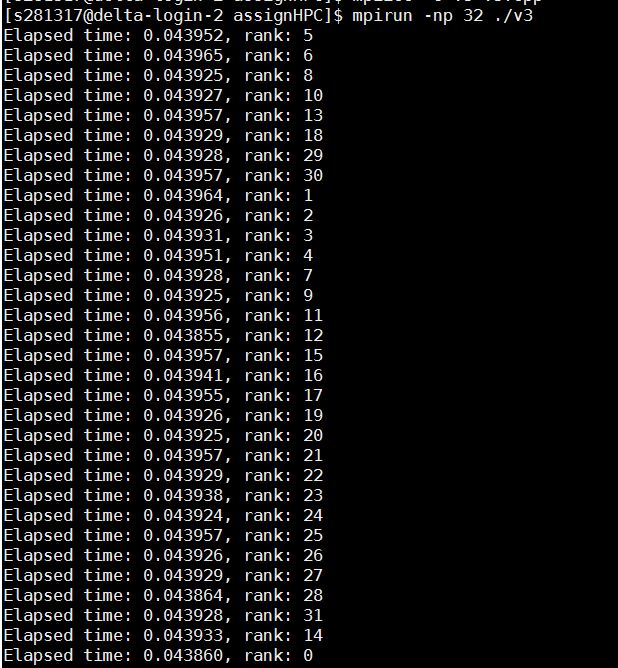 [s281317@delta-login-2 assignHPC]$ mpirun -np 32 ./v3
Elapsed time: 0.043952, rank: 5
Elapsed time: 0.043965, rank: 6
Elapsed time: 0.043925, rank: 8
Elapsed time: 0.043927, rank: 10
Elapsed time: 0.043957, rank: 13
Elapsed time: 0.043929, rank: 18
Elapsed time: 0.043928, rank: 29
Elapsed time: 0.043957, rank: 30
Elapsed time: 0.043964, rank: 1
Elapsed time: 0.043926, rank: 2
Elapsed time: 0.043931, rank: 3
Elapsed time: 0.043951, rank: 4
Elapsed time: 0.043928, rank: 7
Elapsed time: 0.043925, rank: 9
Elapsed time: 0.043956, rank: 11
Elapsed time: 0.043855, rank: 12
Elapsed time: 0.043957, rank: 15
Elapsed time: 0.043941, rank: 16
Elapsed time: 0.043955, rank: 17
Elapsed time: 0.043926, rank: 19
Elapsed time: 0.043925, rank: 20
Elapsed time: 0.043957, rank: 21
Elapsed time: 0.043929, rank: 22
Elapsed time: 0.043938, rank: 23
Elapsed time: 0.043924, rank: 24
Elapsed time: 0.043957, rank: 25
Elapsed time: 0.043926, rank: 26
Elapsed time: 0.043929, rank: 27
Elapsed time: 0.043864, rank: 28
Elapsed time: 0.043928, rank: 31
Elapsed time: 0.043933, rank: 14
Elapsed time: 0.043860, rank: 0